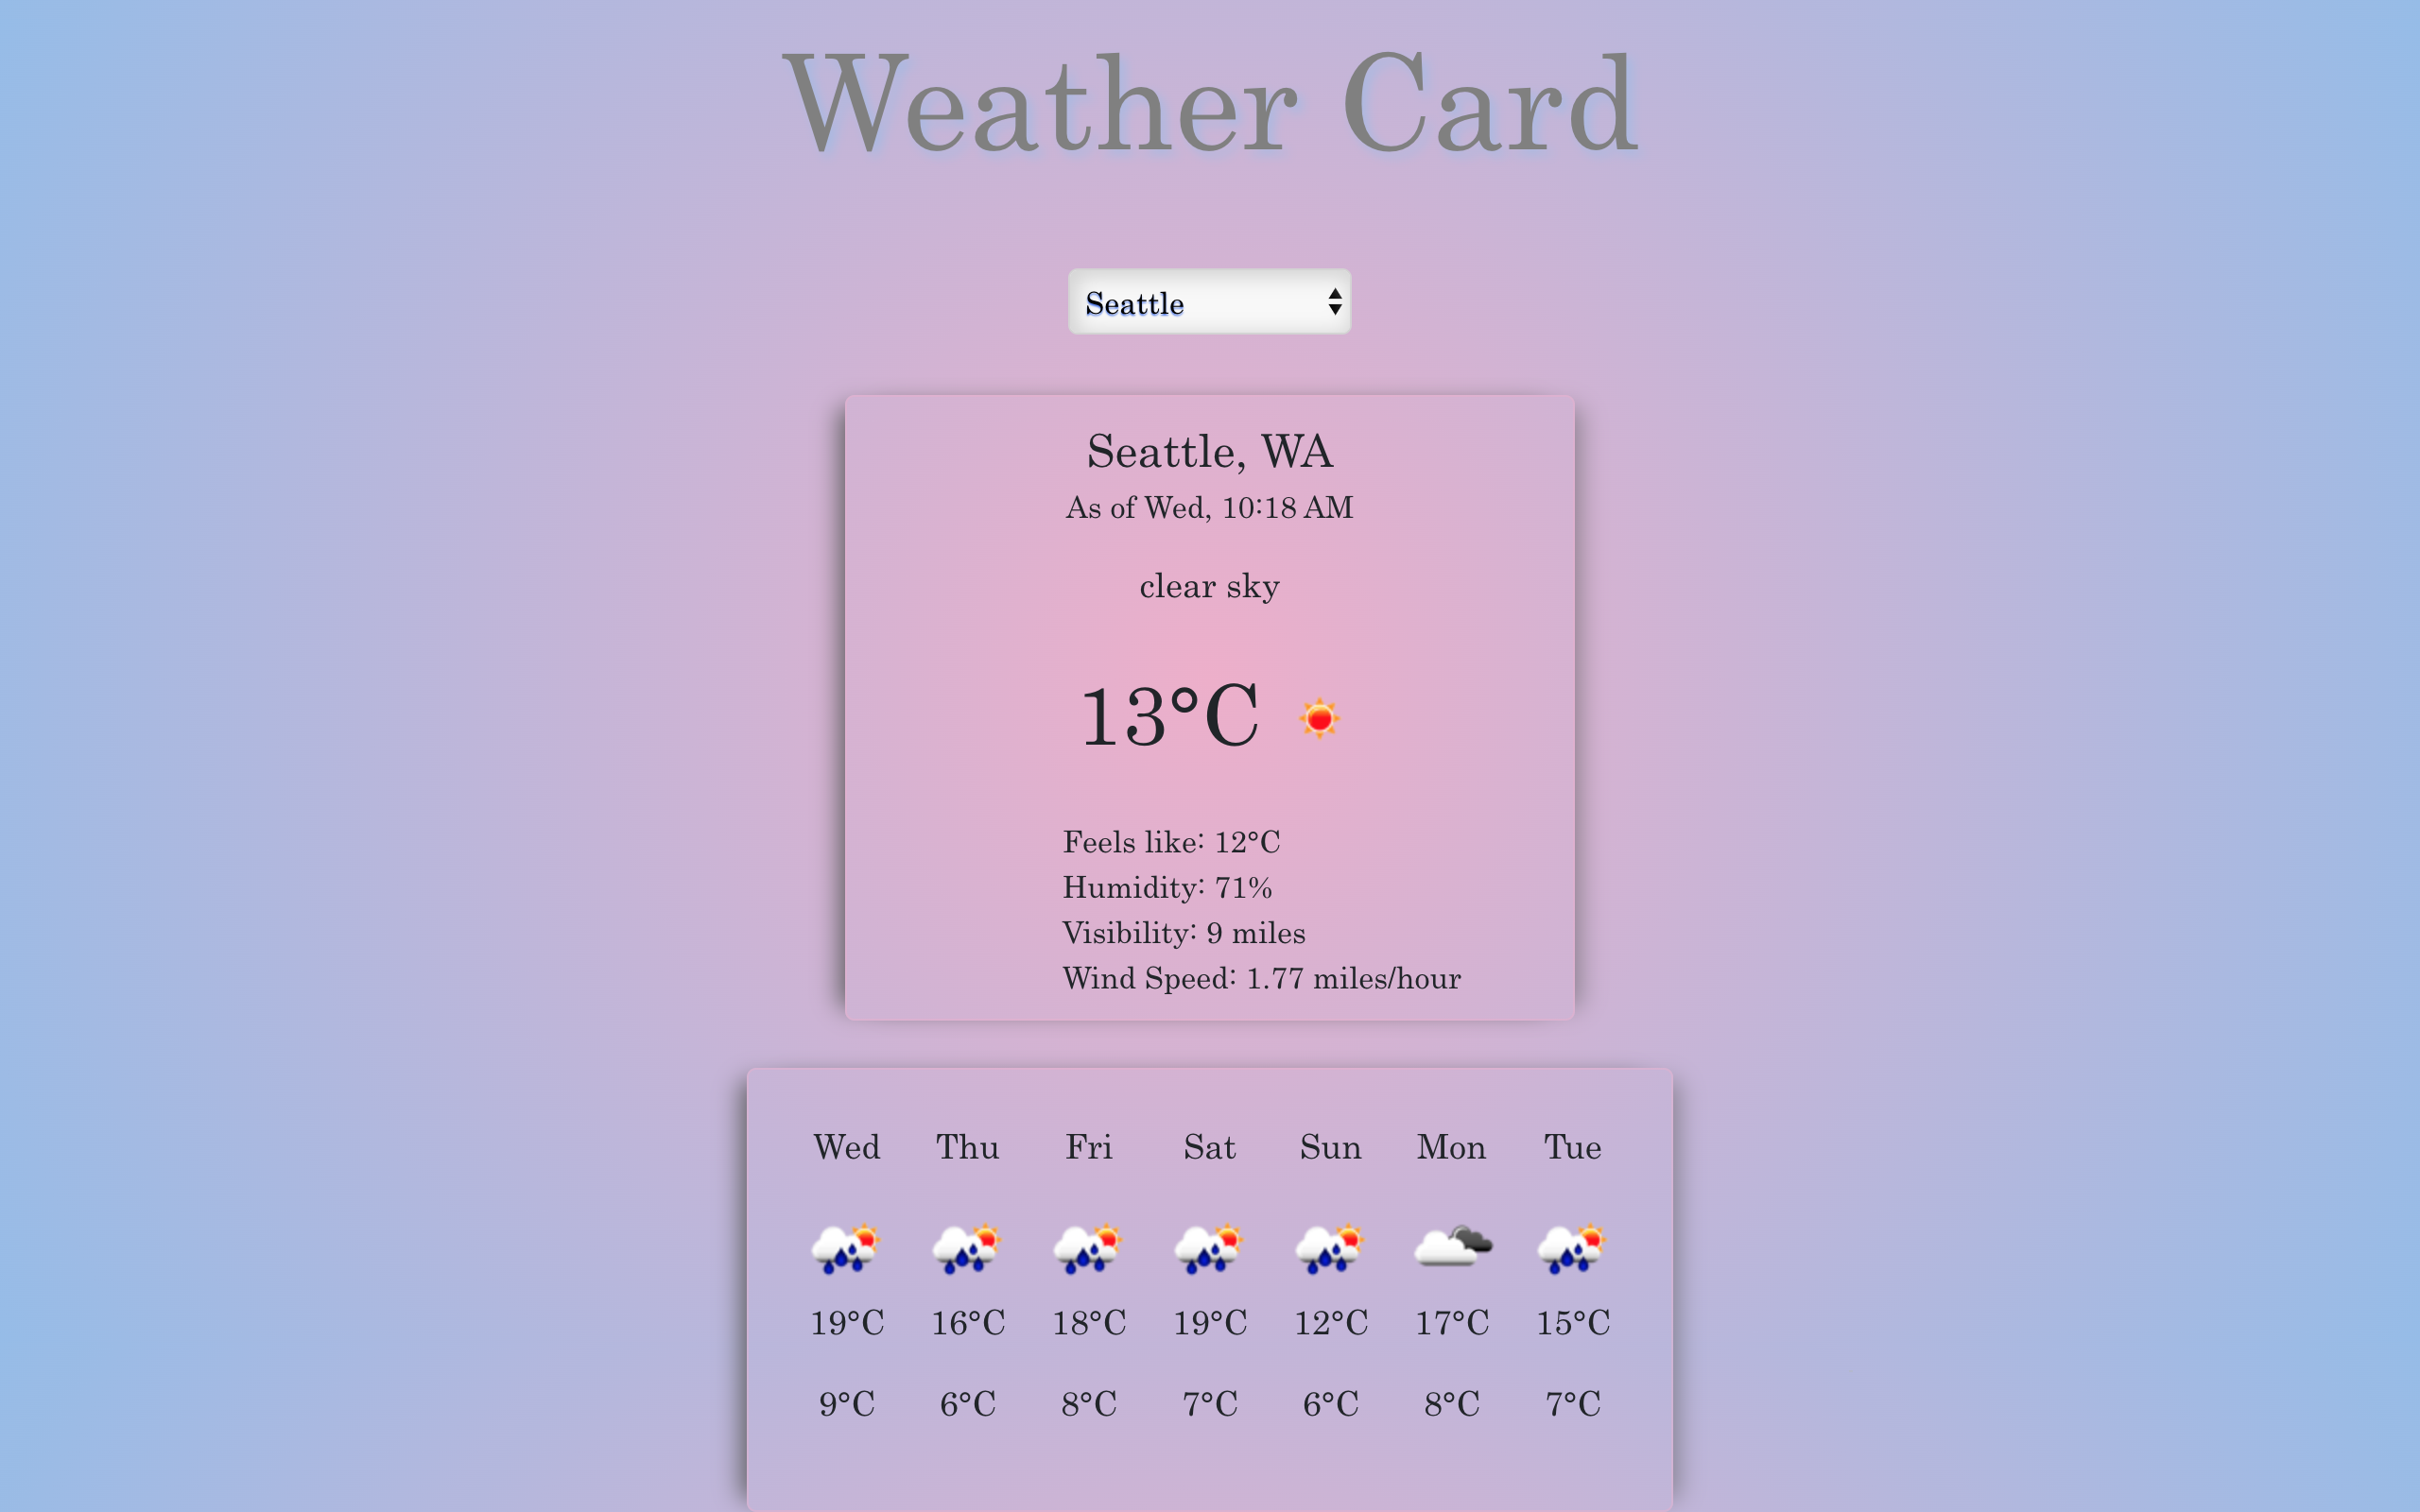 Weather Card
Seattle
Seattle, WA
As of Wed, 10:18 AM
clear sky
13°C
Feels like: 12°C
Humidity: 71%
Visibility: 9 miles
Wind Speed: 1.77 miles/hour
Wed Thu Fri Sat Sun Mon Tue
19°C 16°C 18°C 19°C 12°C 17°C 15°C
9°C 6°C 8°C 7°C 6°C 8°C 7°C